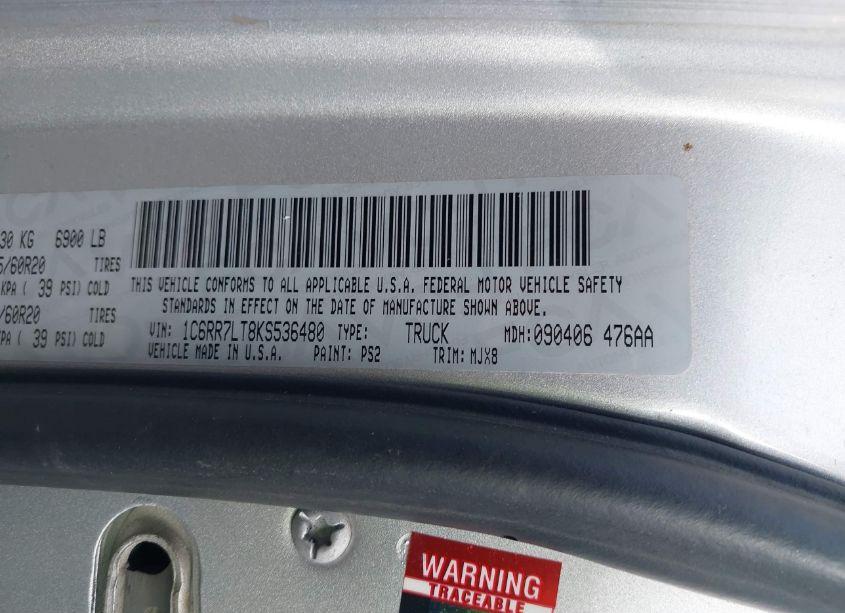 30 KG 6900 LB
/60R20 TIRES
KPA ( 39 PSI) COLD
/60R20 TIRES
KPA ( 39 PSI) COLD
THIS VEHICLE CONFORMS TO ALL APPLICABLE U.S.A. FEDERAL MOTOR VEHICLE SAFETY
STANDARDS IN EFFECT ON THE DATE OF MANUFACTURE SHOWN ABOVE.
VIN: 1C6RR7LT8KS536480 TYPE: TRUCK MDH:090406 476AA
VEHICLE MADE IN U.S.A. PAINT: PS2 TRIM: MJX8
WARNING
TRACEABLE